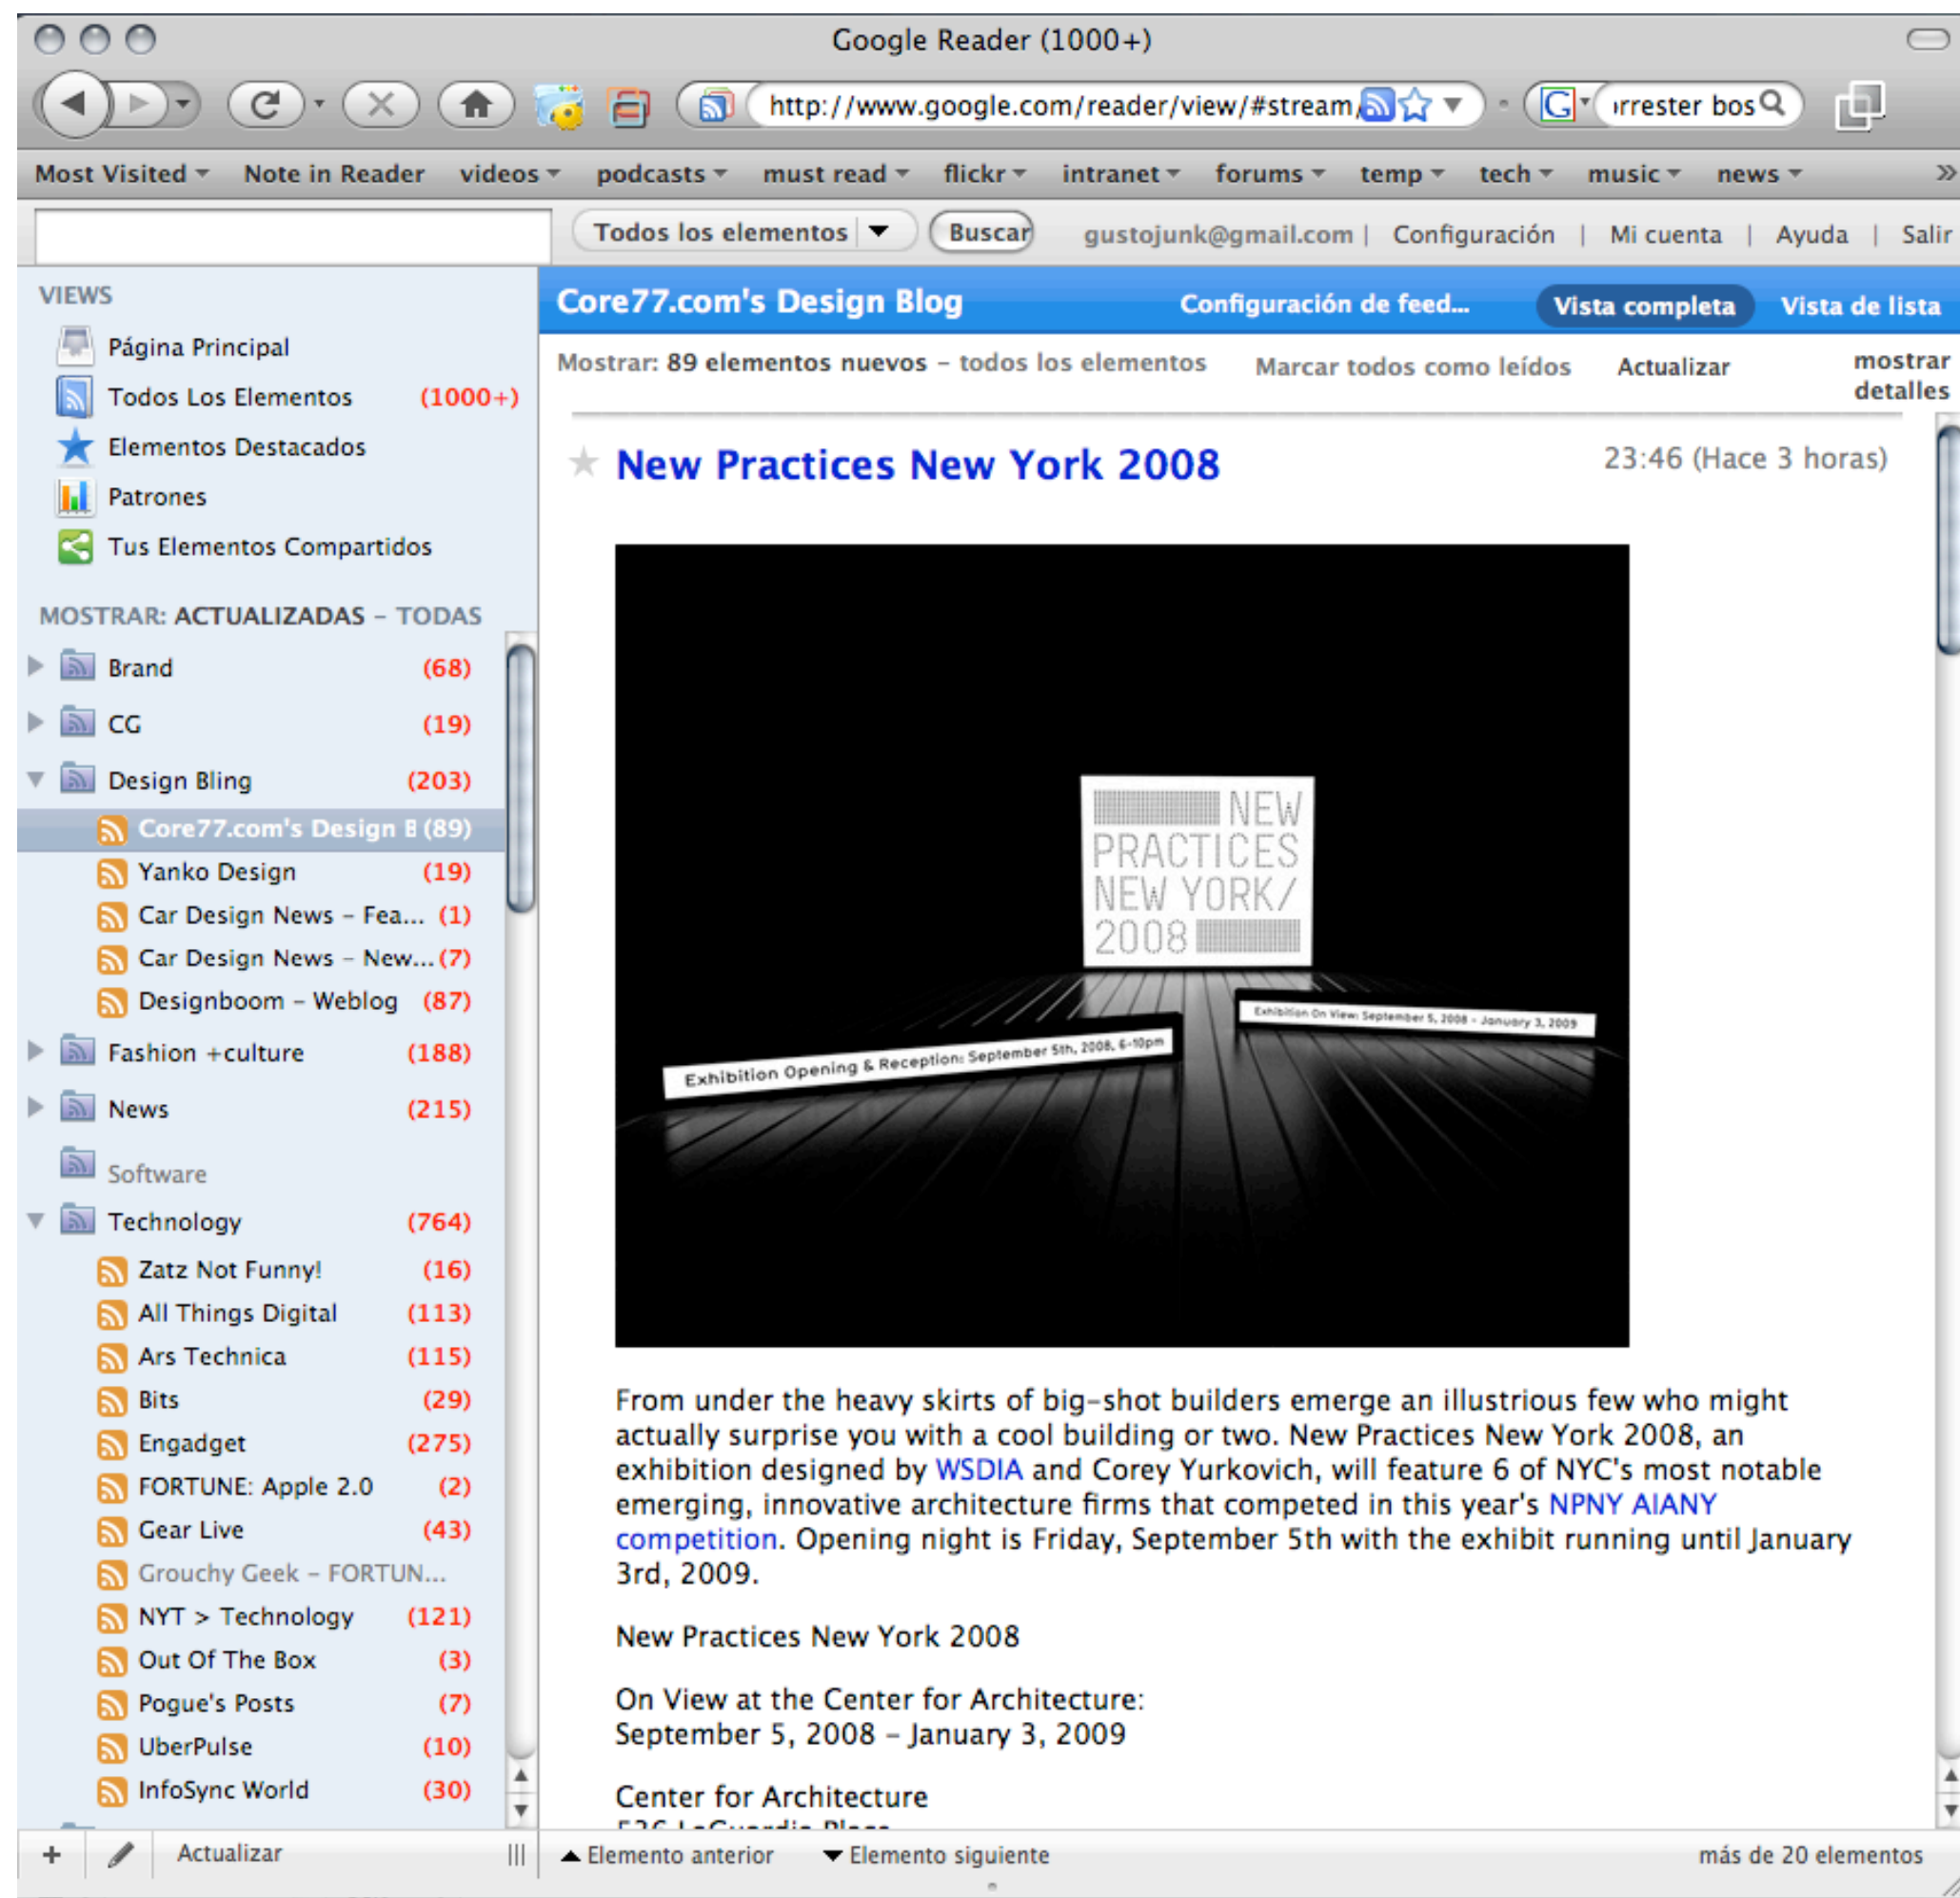 Google Reader (1000+)
http://www.google.com/reader/view/#stream/
rrester bos
Most Visited Note in Reader videos podcasts must read flickr intranet forums temp tech music news
Todos los elementos Buscar gustojunk@gmail.com | Configuración | Mi cuenta | Ayuda | Salir
VIEWS
Página Principal
Todos Los Elementos (1000+)
Elementos Destacados
Patrones
Tus Elementos Compartidos
MOSTRAR: ACTUALIZADAS – TODAS
Brand (68)
CG (19)
Design Bling (203)
Core77.com's Design B (89)
Yanko Design (19)
Car Design News – Fea... (1)
Car Design News – New... (7)
Designboom – Weblog (87)
Fashion +culture (188)
News (215)
Software
Technology (764)
Zatz Not Funny! (16)
All Things Digital (113)
Ars Technica (115)
Bits (29)
Engadget (275)
FORTUNE: Apple 2.0 (2)
Gear Live (43)
Grouchy Geek – FORTUN...
NYT > Technology (121)
Out Of The Box (3)
Pogue's Posts (7)
UberPulse (10)
InfoSync World (30)
Actualizar
Core77.com's Design Blog Configuración de feed... Vista completa Vista de lista
Mostrar: 89 elementos nuevos – todos los elementos Marcar todos como leídos Actualizar mostrar
detalles
New Practices New York 2008 23:46 (Hace 3 horas)
NEW
PRACTICES
NEW YORK/
2008
Exhibition On View: September 5, 2008 - January 3, 2009
Exhibition Opening & Reception: September 5th, 2008, 6-10pm
From under the heavy skirts of big-shot builders emerge an illustrious few who might
actually surprise you with a cool building or two. New Practices New York 2008, an
exhibition designed by WSDIA and Corey Yurkovich, will feature 6 of NYC's most notable
emerging, innovative architecture firms that competed in this year's NPNY AIANY
competition. Opening night is Friday, September 5th with the exhibit running until January
3rd, 2009.
New Practices New York 2008
On View at the Center for Architecture:
September 5, 2008 – January 3, 2009
Center for Architecture
536 LaGuardia Place
Elemento anterior Elemento siguiente más de 20 elementos